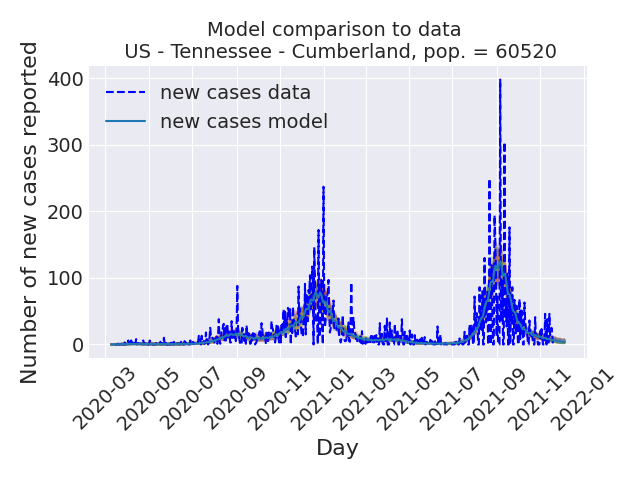 Model comparison to data
US - Tennessee - Cumberland, pop. = 60520
Number of new cases reported
400
300
200
100
0
new cases data
new cases model
2020-03
2020-05
2020-07
2020-09
2020-11
2021-01
2021-03
2021-05
2021-07
2021-09
2021-11
2022-01
Day